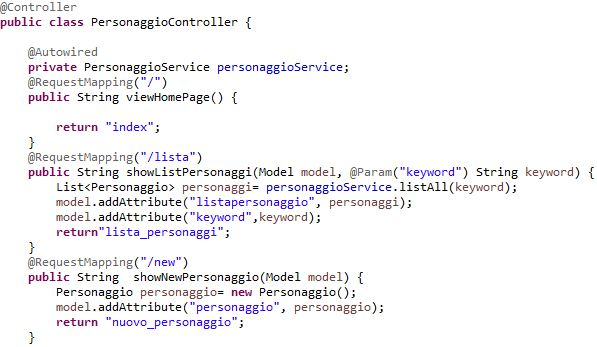 @Controller
public class PersonaggioController {
@Autowired
private PersonaggioService personaggioService;
@RequestMapping("/")
public String viewHomePage() {
return "index";
}
@RequestMapping("/lista")
public String showListPersonaggi(Model model, @Param("keyword") String keyword) {
List<Personaggio> personaggi= personaggioService.listAll(keyword);
model.addAttribute("listapersonaggio", personaggi);
model.addAttribute("keyword",keyword);
return"lista_personaggi";
}
@RequestMapping("/new")
public String  showNewPersonaggio(Model model) {
Personaggio personaggio= new Personaggio();
model.addAttribute("personaggio", personaggio);
return "nuovo_personaggio";
}